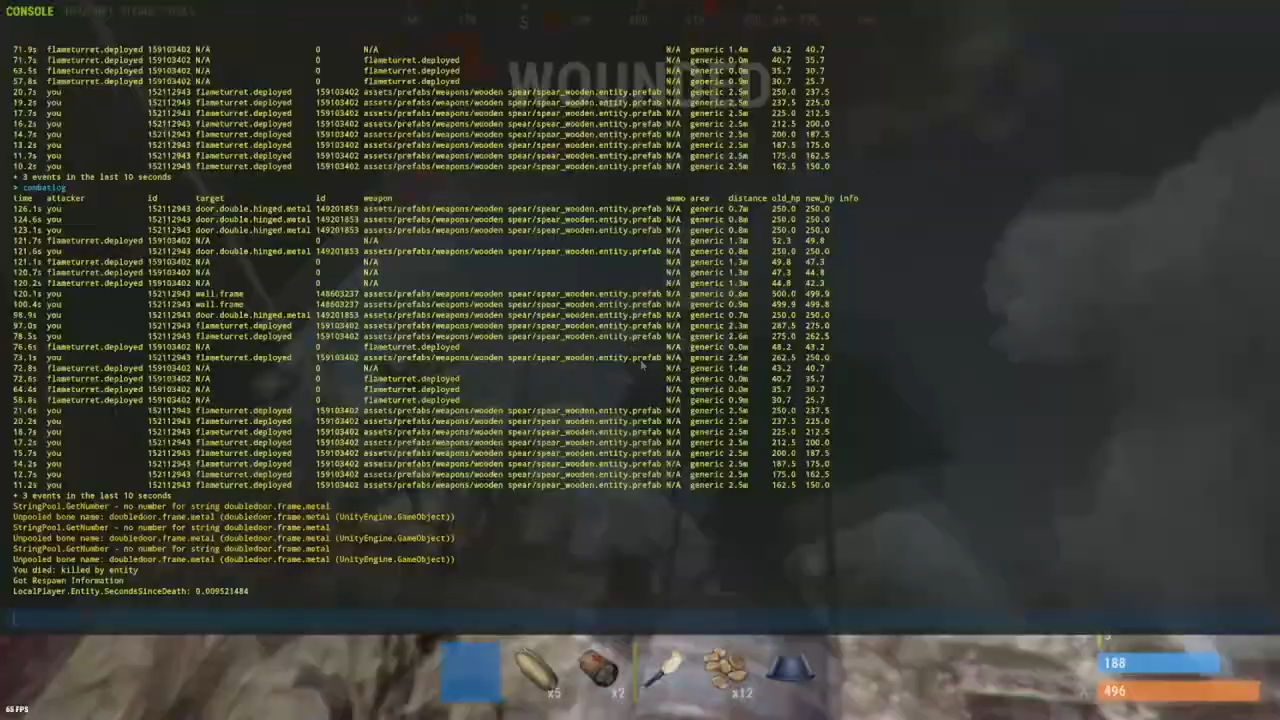 CONSOLE
S
WOUNDED
71.9s flameturret.deployed 159103402 N/A 0 N/A N/A generic 1.4m 43.2 40.7
71.7s flameturret.deployed 159103402 N/A 0 flameturret.deployed N/A generic 0.0m 40.7 35.7
63.5s flameturret.deployed 159103402 N/A 0 flameturret.deployed N/A generic 0.0m 35.7 30.7
57.8s flameturret.deployed 159103402 N/A 0 flameturret.deployed N/A generic 0.9m 30.7 25.7
20.7s you 152112943 flameturret.deployed 159103402 assets/prefabs/weapons/wooden spear/spear_wooden.entity.prefab N/A generic 2.5m 250.0 237.5
19.2s you 152112943 flameturret.deployed 159103402 assets/prefabs/weapons/wooden spear/spear_wooden.entity.prefab N/A generic 2.5m 237.5 225.0
17.7s you 152112943 flameturret.deployed 159103402 assets/prefabs/weapons/wooden spear/spear_wooden.entity.prefab N/A generic 2.5m 225.0 212.5
16.2s you 152112943 flameturret.deployed 159103402 assets/prefabs/weapons/wooden spear/spear_wooden.entity.prefab N/A generic 2.5m 212.5 200.0
14.7s you 152112943 flameturret.deployed 159103402 assets/prefabs/weapons/wooden spear/spear_wooden.entity.prefab N/A generic 2.5m 200.0 187.5
13.2s you 152112943 flameturret.deployed 159103402 assets/prefabs/weapons/wooden spear/spear_wooden.entity.prefab N/A generic 2.5m 187.5 175.0
11.7s you 152112943 flameturret.deployed 159103402 assets/prefabs/weapons/wooden spear/spear_wooden.entity.prefab N/A generic 2.5m 175.0 162.5
10.2s you 152112943 flameturret.deployed 159103402 assets/prefabs/weapons/wooden spear/spear_wooden.entity.prefab N/A generic 2.5m 162.5 150.0
+ 3 events in the last 10 seconds
> combatlog
time attacker id target id weapon ammo area distance old_hp new_hp info
126.1s you 152112943 door.double.hinged.metal 149201853 assets/prefabs/weapons/wooden spear/spear_wooden.entity.prefab N/A generic 0.7m 250.0 250.0
124.6s you 152112943 door.double.hinged.metal 149201853 assets/prefabs/weapons/wooden spear/spear_wooden.entity.prefab N/A generic 0.8m 250.0 250.0
123.1s you 152112943 door.double.hinged.metal 149201853 assets/prefabs/weapons/wooden spear/spear_wooden.entity.prefab N/A generic 0.8m 250.0 250.0
121.7s flameturret.deployed 159103402 N/A 0 N/A N/A generic 1.3m 52.3 49.8
121.6s you 152112943 door.double.hinged.metal 149201853 assets/prefabs/weapons/wooden spear/spear_wooden.entity.prefab N/A generic 0.8m 250.0 250.0
121.1s flameturret.deployed 159103402 N/A 0 N/A N/A generic 1.3m 49.8 47.3
120.7s flameturret.deployed 159103402 N/A 0 N/A N/A generic 1.3m 47.3 44.8
120.2s flameturret.deployed 159103402 N/A 0 N/A N/A generic 1.3m 44.8 42.3
120.1s you 152112943 wall.frame 148603237 assets/prefabs/weapons/wooden spear/spear_wooden.entity.prefab N/A generic 0.6m 500.0 499.9
100.4s you 152112943 wall.frame 148603237 assets/prefabs/weapons/wooden spear/spear_wooden.entity.prefab N/A generic 0.9m 499.9 499.8
98.9s you 152112943 door.double.hinged.metal 149201853 assets/prefabs/weapons/wooden spear/spear_wooden.entity.prefab N/A generic 0.7m 250.0 250.0
97.0s you 152112943 flameturret.deployed 159103402 assets/prefabs/weapons/wooden spear/spear_wooden.entity.prefab N/A generic 2.3m 287.5 275.0
78.5s you 152112943 flameturret.deployed 159103402 assets/prefabs/weapons/wooden spear/spear_wooden.entity.prefab N/A generic 2.6m 275.0 262.5
76.6s flameturret.deployed 159103402 N/A 0 flameturret.deployed N/A generic 0.0m 48.2 43.2
73.1s you 152112943 flameturret.deployed 159103402 assets/prefabs/weapons/wooden spear/spear_wooden.entity.prefab N/A generic 2.5m 262.5 250.0
72.8s flameturret.deployed 159103402 N/A 0 N/A N/A generic 1.4m 43.2 40.7
72.6s flameturret.deployed 159103402 N/A 0 flameturret.deployed N/A generic 0.0m 40.7 35.7
64.4s flameturret.deployed 159103402 N/A 0 flameturret.deployed N/A generic 0.0m 35.7 30.7
58.8s flameturret.deployed 159103402 N/A 0 flameturret.deployed N/A generic 0.9m 30.7 25.7
21.6s you 152112943 flameturret.deployed 159103402 assets/prefabs/weapons/wooden spear/spear_wooden.entity.prefab N/A generic 2.5m 250.0 237.5
20.2s you 152112943 flameturret.deployed 159103402 assets/prefabs/weapons/wooden spear/spear_wooden.entity.prefab N/A generic 2.5m 237.5 225.0
18.7s you 152112943 flameturret.deployed 159103402 assets/prefabs/weapons/wooden spear/spear_wooden.entity.prefab N/A generic 2.5m 225.0 212.5
17.2s you 152112943 flameturret.deployed 159103402 assets/prefabs/weapons/wooden spear/spear_wooden.entity.prefab N/A generic 2.5m 212.5 200.0
15.7s you 152112943 flameturret.deployed 159103402 assets/prefabs/weapons/wooden spear/spear_wooden.entity.prefab N/A generic 2.5m 200.0 187.5
14.2s you 152112943 flameturret.deployed 159103402 assets/prefabs/weapons/wooden spear/spear_wooden.entity.prefab N/A generic 2.5m 187.5 175.0
12.7s you 152112943 flameturret.deployed 159103402 assets/prefabs/weapons/wooden spear/spear_wooden.entity.prefab N/A generic 2.5m 175.0 162.5
11.2s you 152112943 flameturret.deployed 159103402 assets/prefabs/weapons/wooden spear/spear_wooden.entity.prefab N/A generic 2.5m 162.5 150.0
+ 3 events in the last 10 seconds
StringPool.GetNumber - no number for string doubledoor.frame.metal
Unpooled bone name: doubledoor.frame.metal (doubledoor.frame.metal (UnityEngine.GameObject))
StringPool.GetNumber - no number for string doubledoor.frame.metal
Unpooled bone name: doubledoor.frame.metal (doubledoor.frame.metal (UnityEngine.GameObject))
StringPool.GetNumber - no number for string doubledoor.frame.metal
Unpooled bone name: doubledoor.frame.metal (doubledoor.frame.metal (UnityEngine.GameObject))
You died: killed by entity
Got Respawn Information
LocalPlayer.Entity.SecondsSinceDeath: 0.009521484
x5 x2 x12
188
496
65 FPS